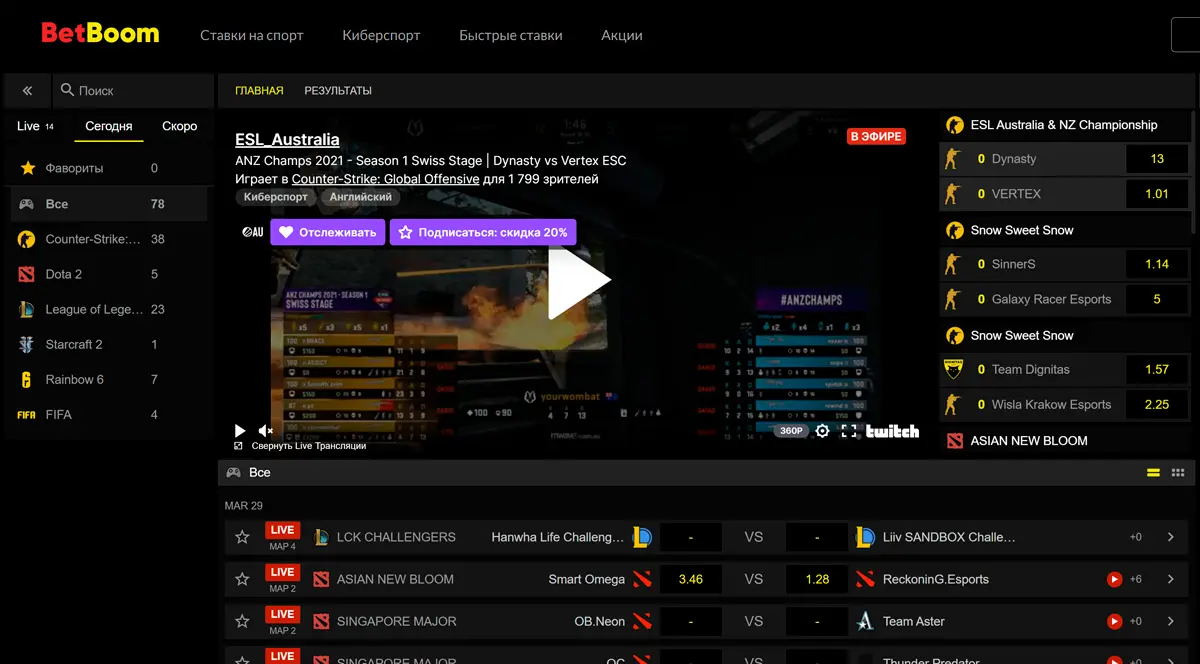 BetBoom
Ставки на спорт Киберспорт Быстрые ставки Акции
« Поиск
Live 14 Сегодня Скоро
Фавориты 0
Все 78
Counter-Strike:... 38
Dota 2 5
League of Lege... 23
Starcraft 2 1
Rainbow 6 7
FIFA FIFA 4
ГЛАВНАЯ РЕЗУЛЬТАТЫ
ESL_Australia
В ЭФИРЕ
ANZ Champs 2021 - Season 1 Swiss Stage | Dynasty vs Vertex ESC
Играет в Counter-Strike: Global Offensive для 1 799 зрителей
Киберспорт Английский
AU Отслеживать Подписаться: скидка 20%
1:46
ANZ CHAMPS 2021 - SEASON 1
SWISS STAGE
#ANZCHAMPS
yourwombat
360P twitch
Свернуть Live Трансляции
ESL Australia & NZ Championship
0 Dynasty 13
0 VERTEX 1.01
Snow Sweet Snow
0 SinnerS 1.14
0 Galaxy Racer Esports 5
Snow Sweet Snow
0 Team Dignitas 1.57
0 Wisla Krakow Esports 2.25
ASIAN NEW BLOOM
Все
MAR 29
LIVE
MAP 4
LCK CHALLENGERS Hanwha Life Challeng... - VS - Liiv SANDBOX Challe... +0
LIVE
MAP 2
ASIAN NEW BLOOM Smart Omega 3.46 VS 1.28 ReckoninG.Esports +6
LIVE
MAP 2
SINGAPORE MAJOR OB.Neon - VS - Team Aster +0
LIVE
SINGAPORE MAJOR OG - VS - Thunder Predator +0